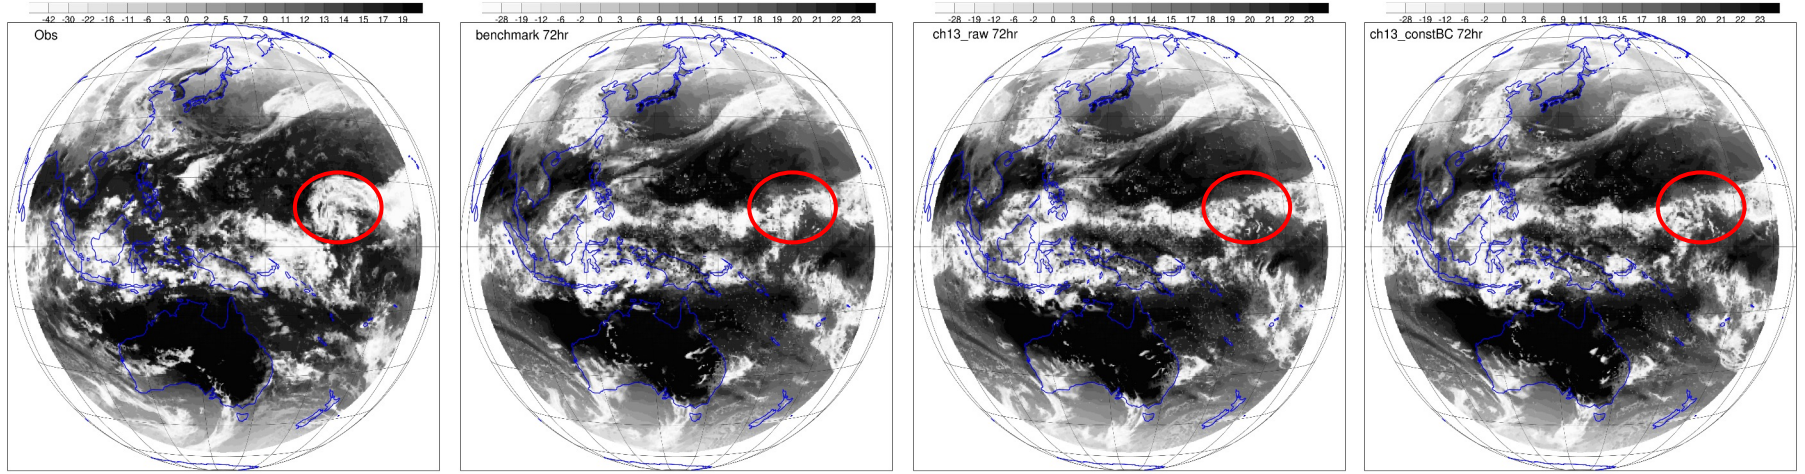 -42 -30 -24 -16 -11 -6 -3 0 2 5 7 9 11 12 13 14 15 17 19
-28 -19 -12 -6 -2 0 3 6 9 11 14 15 17 18 19 20 21 22 23
-28 -19 -12 -6 -2 0 3 6 9 11 13 15 17 18 19 20 21 22 23
-28 -19 -12 -6 -2 0 3 6 9 11 13 15 17 18 19 20 21 22 23
Obs
benchmark 72hr
ch13_raw 72hr
ch13_constBC 72hr